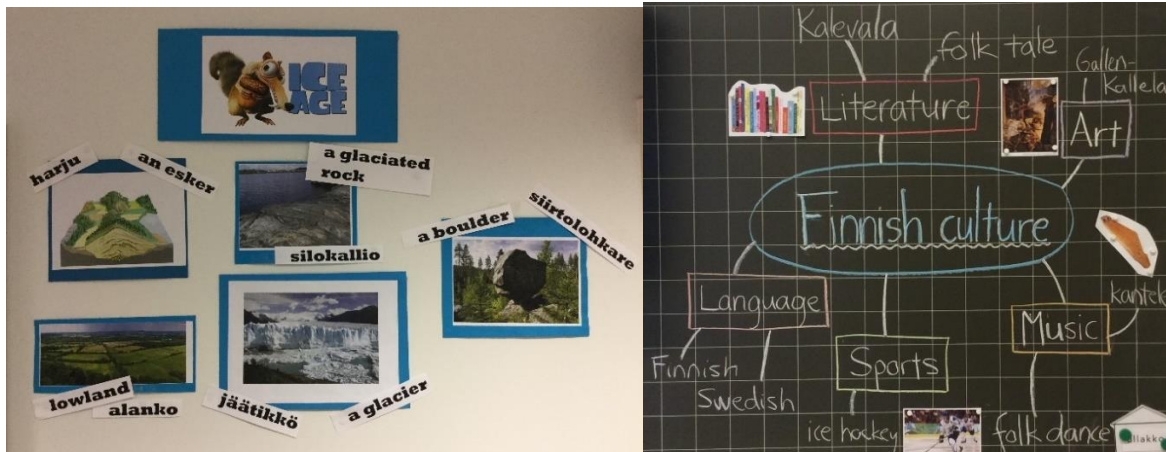 ICE
AGE
harju
an esker
a glaciated
rock
silokallio
a boulder
siirtolohkare
lowland
alanko
jäätikkö
a glacier
Kalevala
folk tale
Literature
Gallen-
Kallela
Art
Finnish culture
Language
Finnish
Swedish
Sports
ice hockey
Music
kantele
folk dance